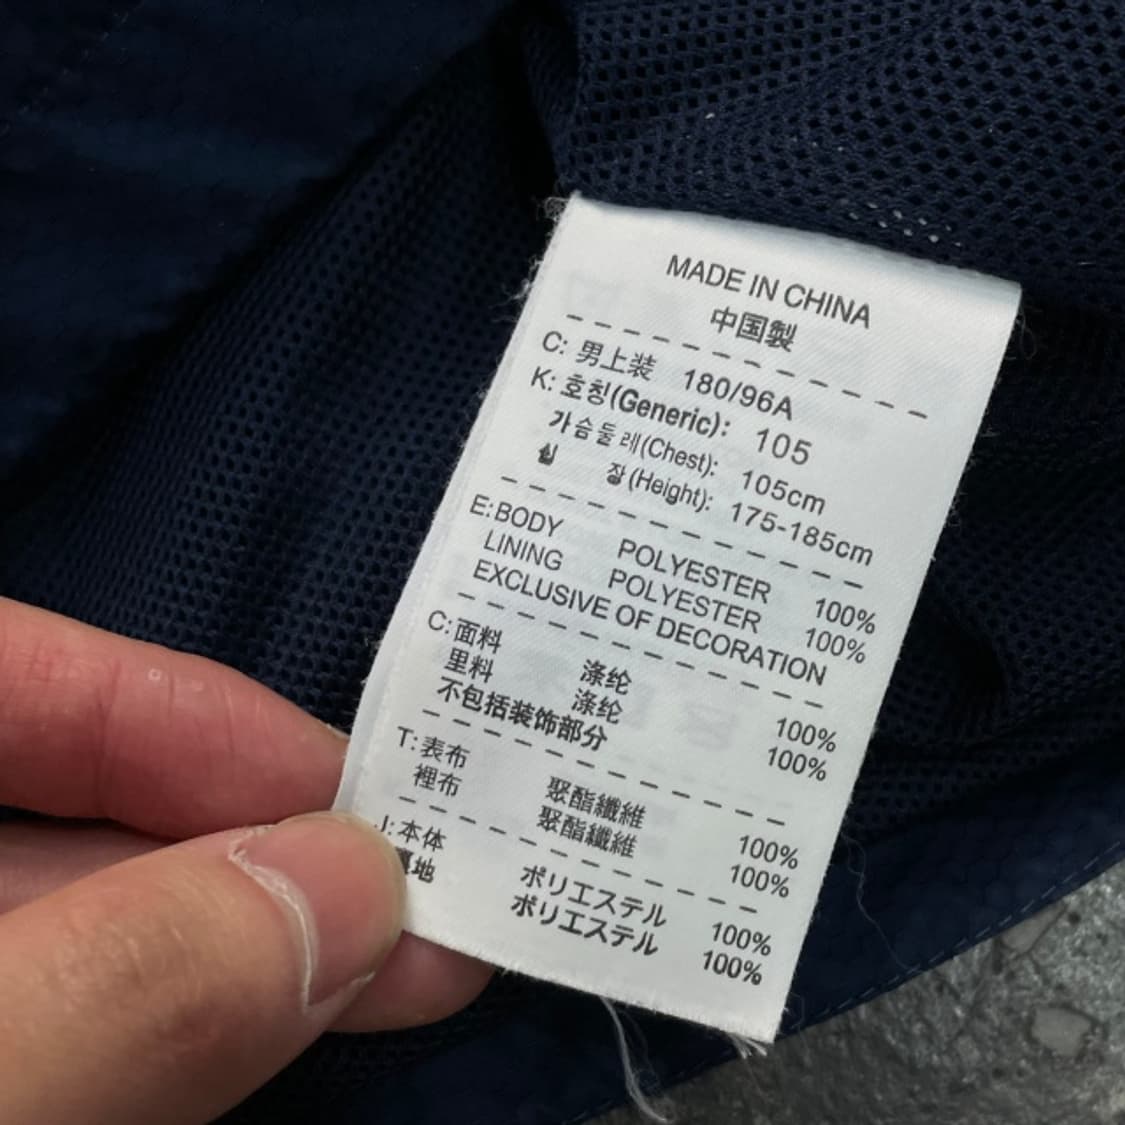 MADE IN CHINA
中国製
C: 男上装 180/96A
K: 호칭(Generic): 105
가슴둘레(Chest): 105cm
장(Height): 175-185cm
E: BODY POLYESTER 100%
LINING POLYESTER 100%
EXCLUSIVE OF DECORATION
C: 面料 涤纶 100%
里料 涤纶 100%
不包括装饰部分
T: 表布 聚酯纖維 100%
裡布 聚酯纖維 100%
J: 本体 ポリエステル 100%
裏地 ポリエステル 100%